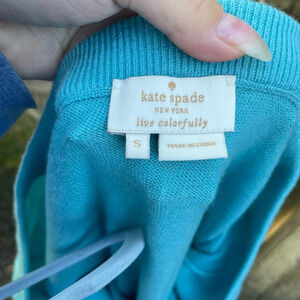 kate spade
NEW YORK
live colorfully
S
MADE IN CHINA